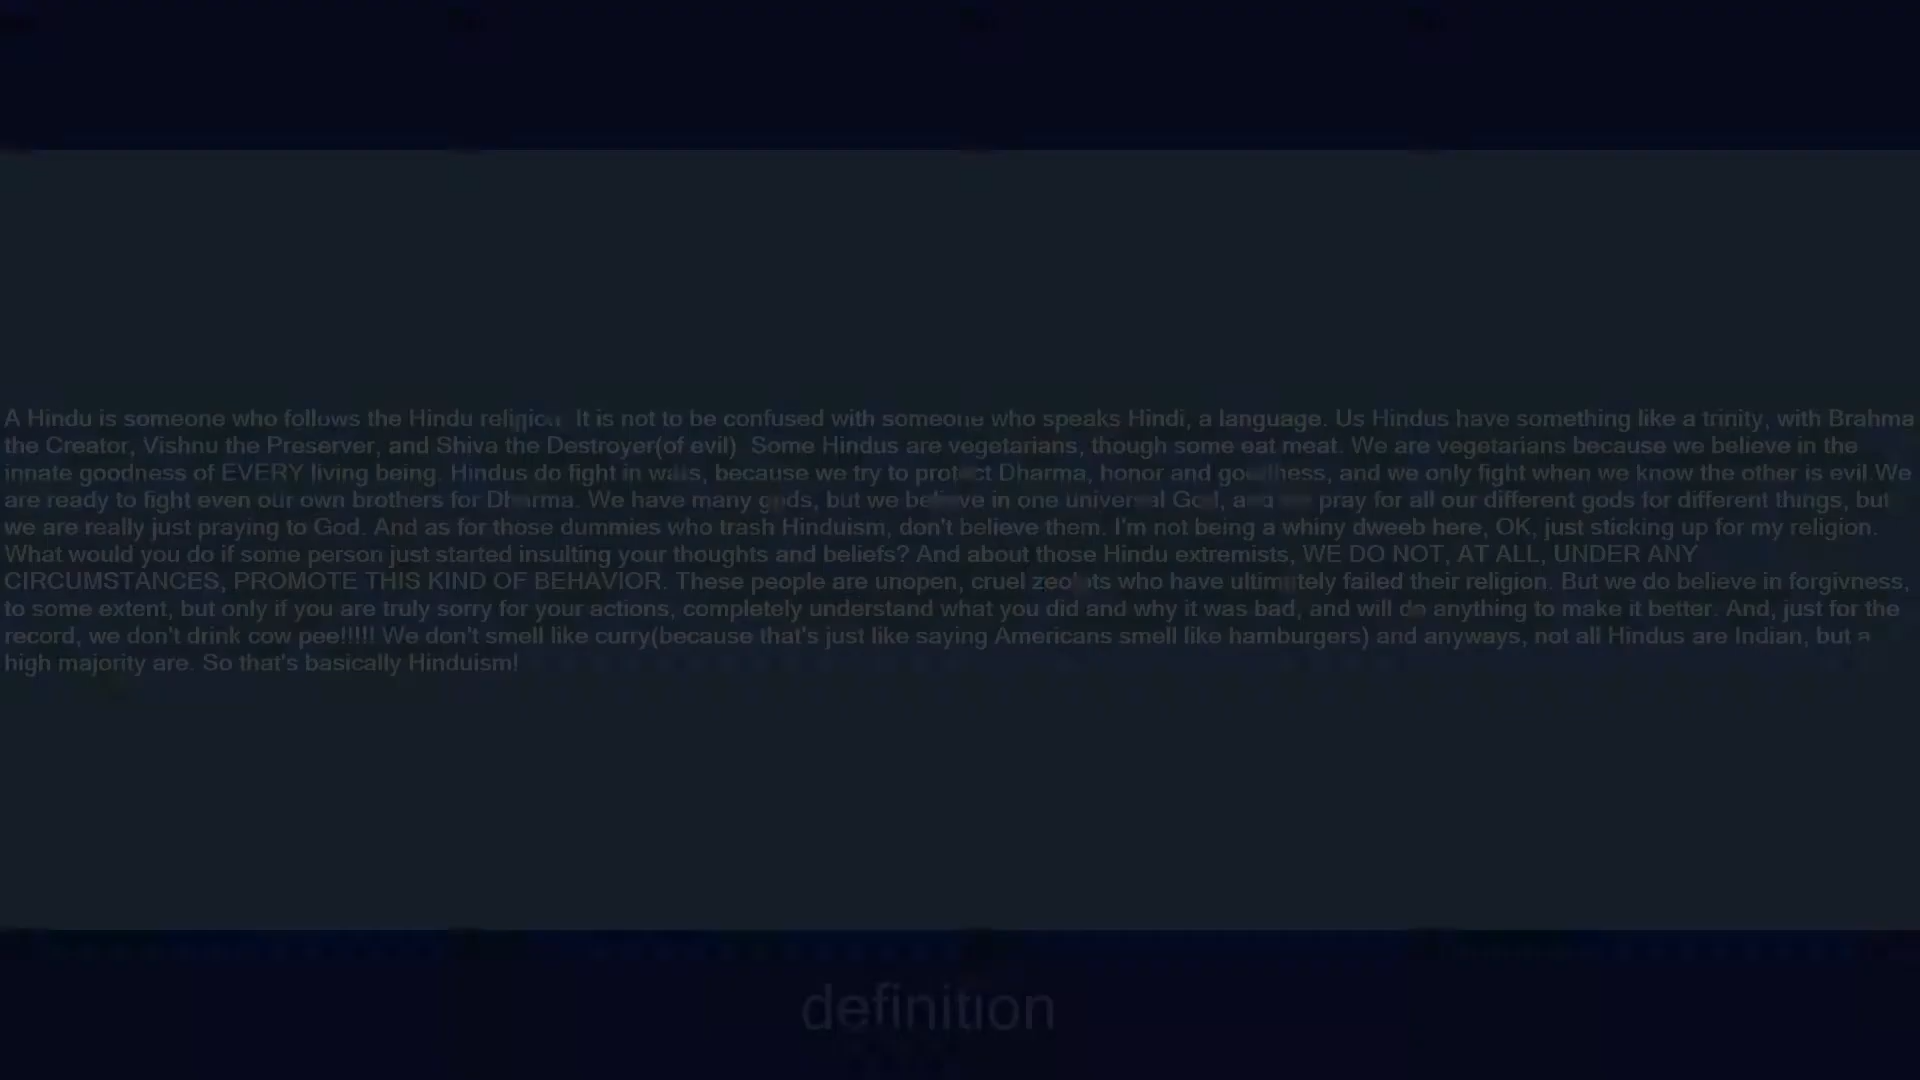 A Hindu is someone who follows the Hindu religion. It is not to be confused with someone who speaks Hindi, a language. Us Hindus have something like a trinity, with Brahma
the Creator, Vishnu the Preserver, and Shiva the Destroyer(of evil)  Some Hindus are vegetarians, though some eat meat. We are vegetarians because we believe in the
innate goodness of EVERY living being. Hindus do fight in wars, because we try to protect Dharma, honor and goodness, and we only fight when we know the other is evil.We
are ready to fight even our own brothers for Dharma. We have many gods, but we believe in one universal God, and we pray for all our different gods for different things, but
we are really just praying to God. And as for those dummies who trash Hinduism, don't believe them. I'm not being a whiny dweeb here, OK, just sticking up for my religion.
What would you do if some person just started insulting your thoughts and beliefs? And about those Hindu extremists, WE DO NOT, AT ALL, UNDER ANY
CIRCUMSTANCES, PROMOTE THIS KIND OF BEHAVIOR. These people are unopen, cruel zeolots who have ultimately failed their religion. But we do believe in forgivness,
to some extent, but only if you are truly sorry for your actions, completely understand what you did and why it was bad, and will do anything to make it better. And, just for the
record, we don't drink cow pee!!!!! We don't smell like curry(because that's just like saying Americans smell like hamburgers) and anyways, not all Hindus are Indian, but a
high majority are. So that's basically Hinduism!
definition